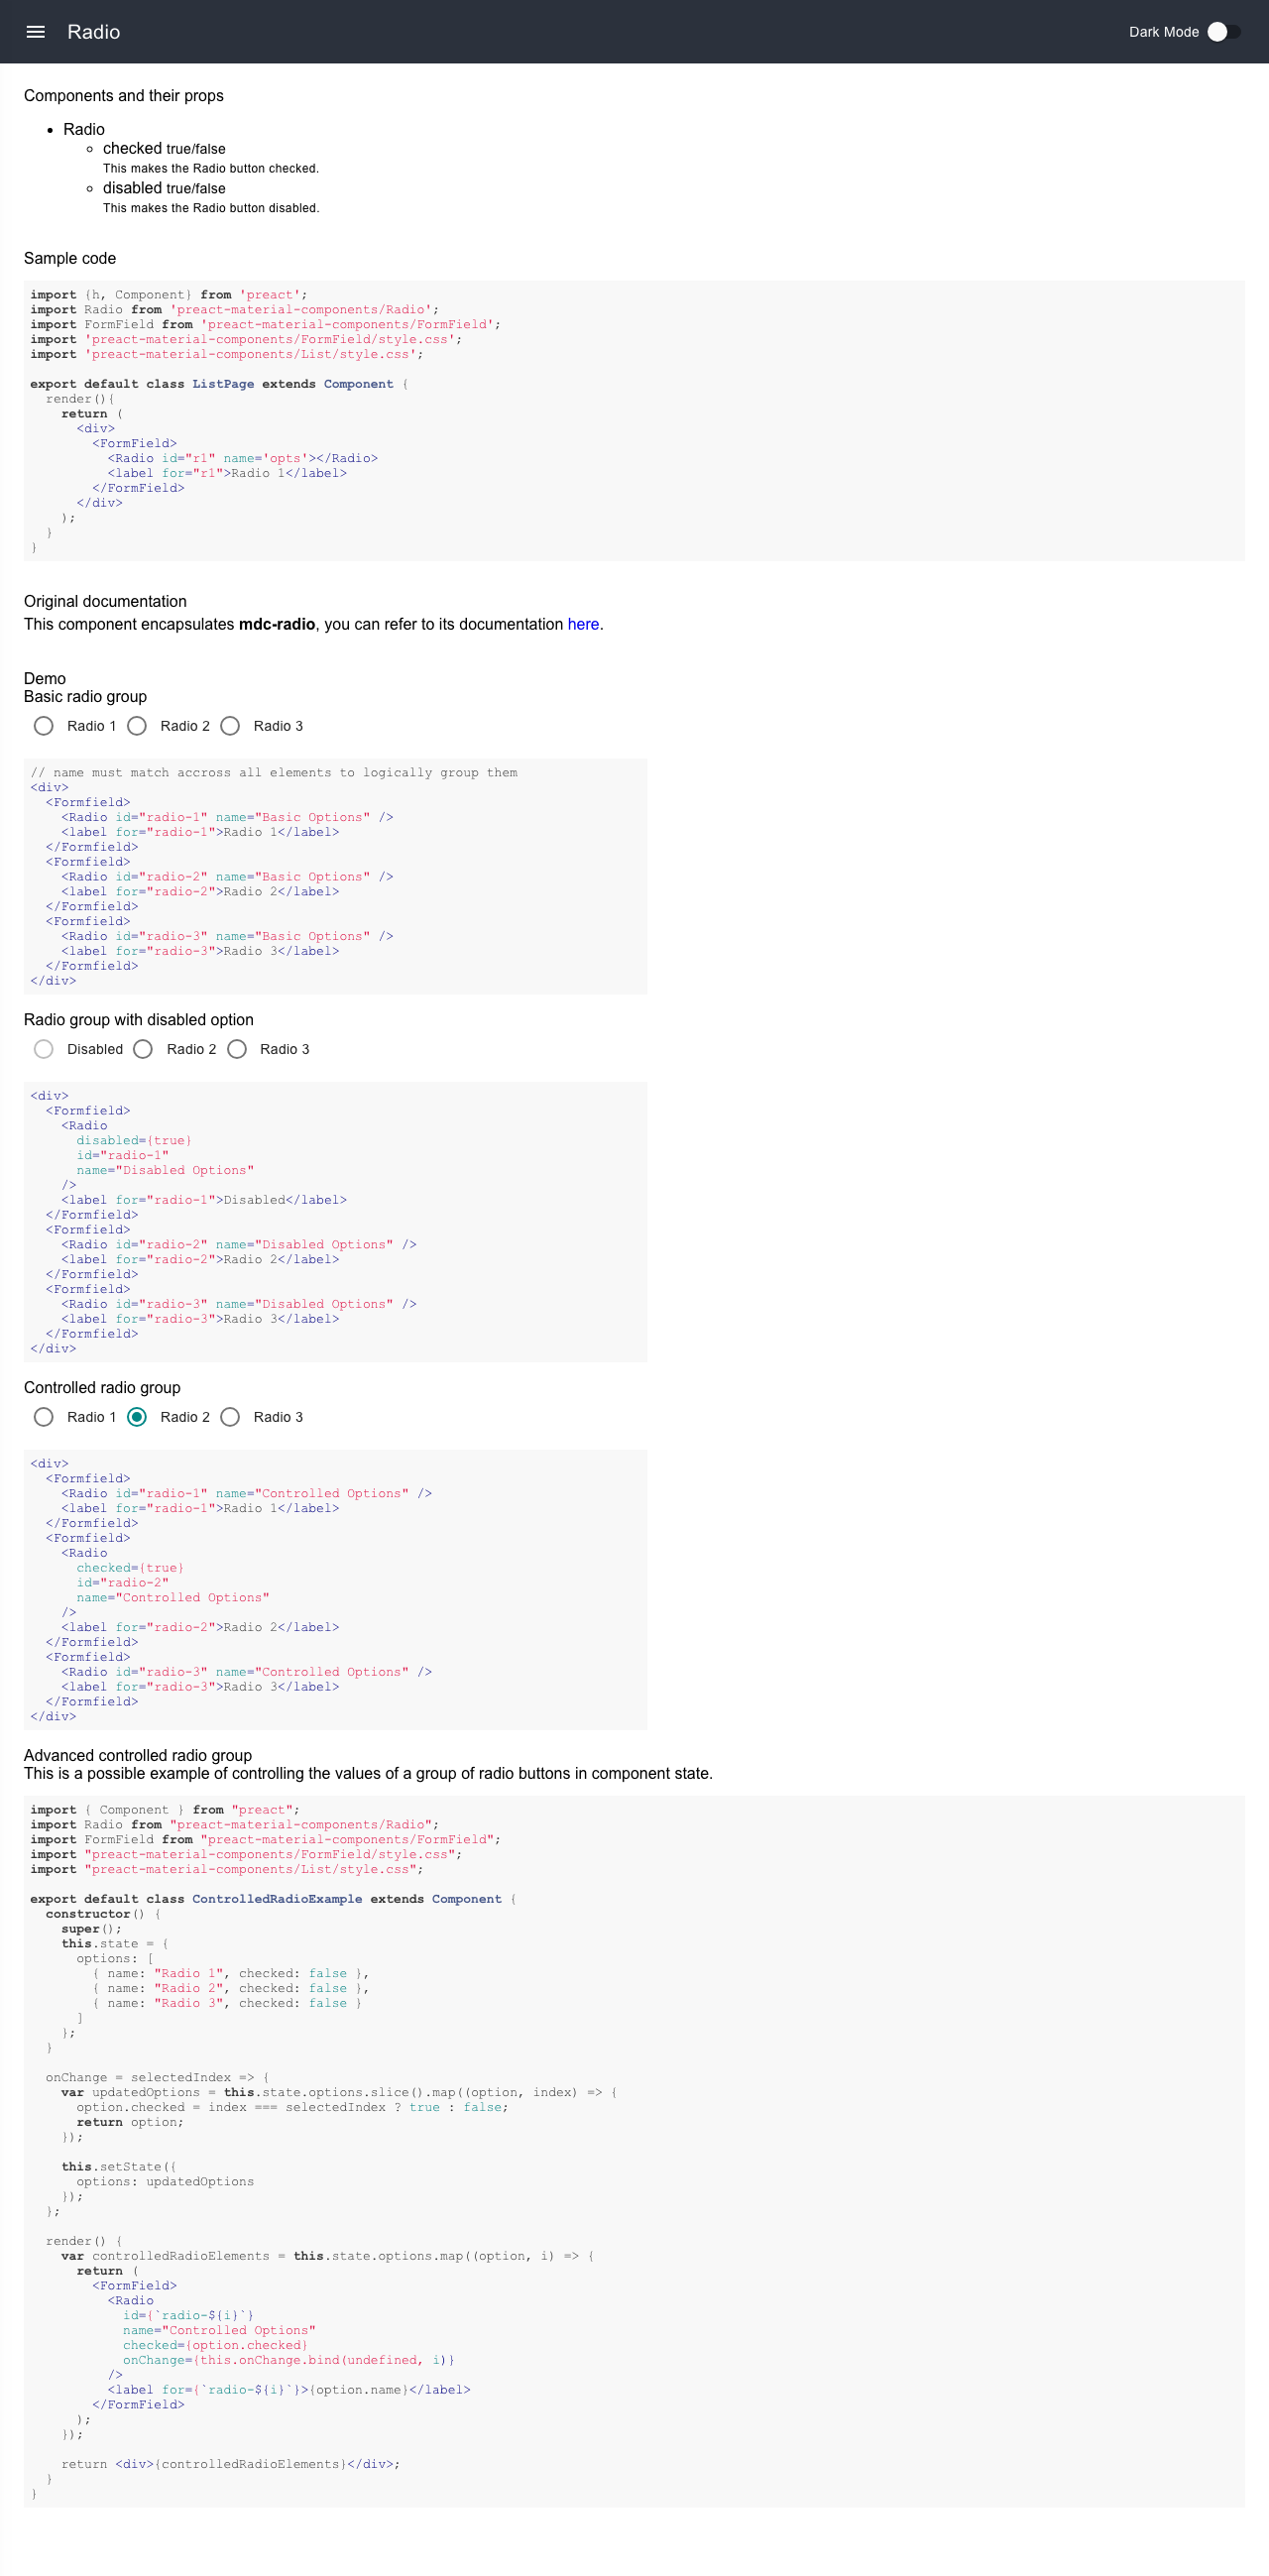 Radio
Dark Mode
Components and their props
Radio
checked true/false
This makes the Radio button checked.
disabled true/false
This makes the Radio button disabled.
Sample code
import {h, Component} from 'preact';
import Radio from 'preact-material-components/Radio';
import FormField from 'preact-material-components/FormField';
import 'preact-material-components/FormField/style.css';
import 'preact-material-components/List/style.css';
export default class ListPage extends Component {
render(){
return (
<div>
<FormField>
<Radio id="r1" name='opts'></Radio>
<label for="r1">Radio 1</label>
</FormField>
</div>
);
}
}
Original documentation
This component encapsulates mdc-radio, you can refer to its documentation here.
Demo
Basic radio group
Radio 1 Radio 2 Radio 3
// name must match accross all elements to logically group them
<div>
<Formfield>
<Radio id="radio-1" name="Basic Options" />
<label for="radio-1">Radio 1</label>
</Formfield>
<Formfield>
<Radio id="radio-2" name="Basic Options" />
<label for="radio-2">Radio 2</label>
</Formfield>
<Formfield>
<Radio id="radio-3" name="Basic Options" />
<label for="radio-3">Radio 3</label>
</Formfield>
</div>
Radio group with disabled option
Disabled Radio 2 Radio 3
<div>
<Formfield>
<Radio
disabled={true}
id="radio-1"
name="Disabled Options"
/>
<label for="radio-1">Disabled</label>
</Formfield>
<Formfield>
<Radio id="radio-2" name="Disabled Options" />
<label for="radio-2">Radio 2</label>
</Formfield>
<Formfield>
<Radio id="radio-3" name="Disabled Options" />
<label for="radio-3">Radio 3</label>
</Formfield>
</div>
Controlled radio group
Radio 1 Radio 2 Radio 3
<div>
<Formfield>
<Radio id="radio-1" name="Controlled Options" />
<label for="radio-1">Radio 1</label>
</Formfield>
<Formfield>
<Radio
checked={true}
id="radio-2"
name="Controlled Options"
/>
<label for="radio-2">Radio 2</label>
</Formfield>
<Formfield>
<Radio id="radio-3" name="Controlled Options" />
<label for="radio-3">Radio 3</label>
</Formfield>
</div>
Advanced controlled radio group
This is a possible example of controlling the values of a group of radio buttons in component state.
import { Component } from "preact";
import Radio from "preact-material-components/Radio";
import FormField from "preact-material-components/FormField";
import "preact-material-components/FormField/style.css";
import "preact-material-components/List/style.css";
export default class ControlledRadioExample extends Component {
constructor() {
super();
this.state = {
options: [
{ name: "Radio 1", checked: false },
{ name: "Radio 2", checked: false },
{ name: "Radio 3", checked: false }
]
};
}
onChange = selectedIndex => {
var updatedOptions = this.state.options.slice().map((option, index) => {
option.checked = index === selectedIndex ? true : false;
return option;
});
this.setState({
options: updatedOptions
});
};
render() {
var controlledRadioElements = this.state.options.map((option, i) => {
return (
<FormField>
<Radio
id={`radio-${i}`}
name="Controlled Options"
checked={option.checked}
onChange={this.onChange.bind(undefined, i)}
/>
<label for={`radio-${i}`}>{option.name}</label>
</FormField>
);
});
return <div>{controlledRadioElements}</div>;
}
}